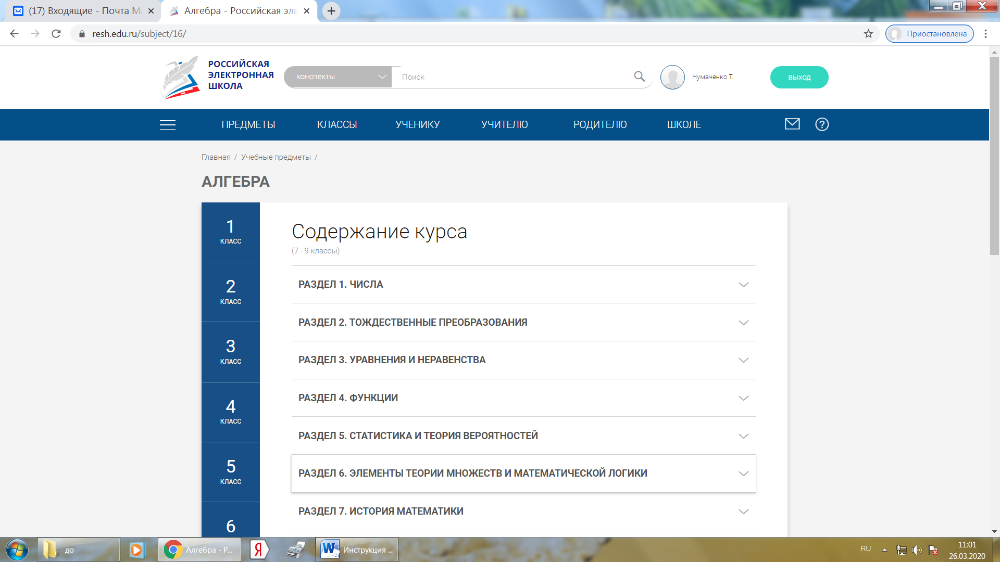 (17) Входящие - Почта Ma
Алгебра - Российская эле
resh.edu.ru/subject/16/
Приостановлена
РОССИЙСКАЯ
ЭЛЕКТРОННАЯ
ШКОЛА
конспекты
Поиск
Чумаченко Т.
выход
ПРЕДМЕТЫ
КЛАССЫ
УЧЕНИКУ
УЧИТЕЛЮ
РОДИТЕЛЮ
ШКОЛЕ
Главная / Учебные предметы /
АЛГЕБРА
1
КЛАСС
2
КЛАСС
3
КЛАСС
4
КЛАСС
5
КЛАСС
6
Содержание курса
(7 - 9 классы)
РАЗДЕЛ 1. ЧИСЛА
РАЗДЕЛ 2. ТОЖДЕСТВЕННЫЕ ПРЕОБРАЗОВАНИЯ
РАЗДЕЛ 3. УРАВНЕНИЯ И НЕРАВЕНСТВА
РАЗДЕЛ 4. ФУНКЦИИ
РАЗДЕЛ 5. СТАТИСТИКА И ТЕОРИЯ ВЕРОЯТНОСТЕЙ
РАЗДЕЛ 6. ЭЛЕМЕНТЫ ТЕОРИИ МНОЖЕСТВ И МАТЕМАТИЧЕСКОЙ ЛОГИКИ
РАЗДЕЛ 7. ИСТОРИЯ МАТЕМАТИКИ
до
Алгебра - Р...
Я
W
Инструкция ...
RU
11:01
26.03.2020